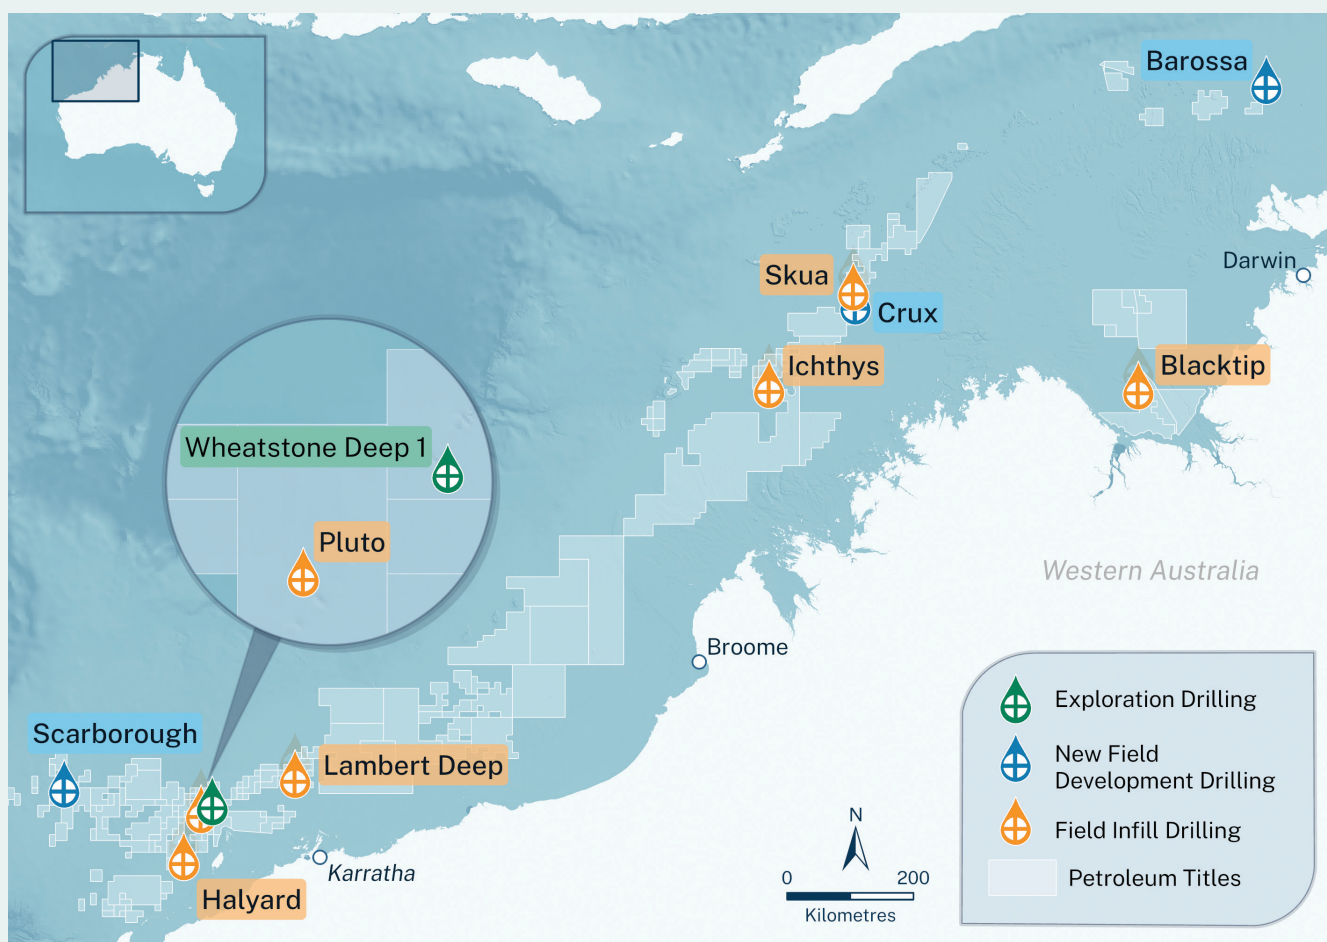 Barossa
Darwin
Skua
Crux
Ichthys
Blacktip
Wheatstone Deep 1
Pluto
Western Australia
Broome
Scarborough
Lambert Deep
Karratha
Halyard
N
0 200
Kilometres
Exploration Drilling
New Field
Development Drilling
Field Infill Drilling
Petroleum Titles